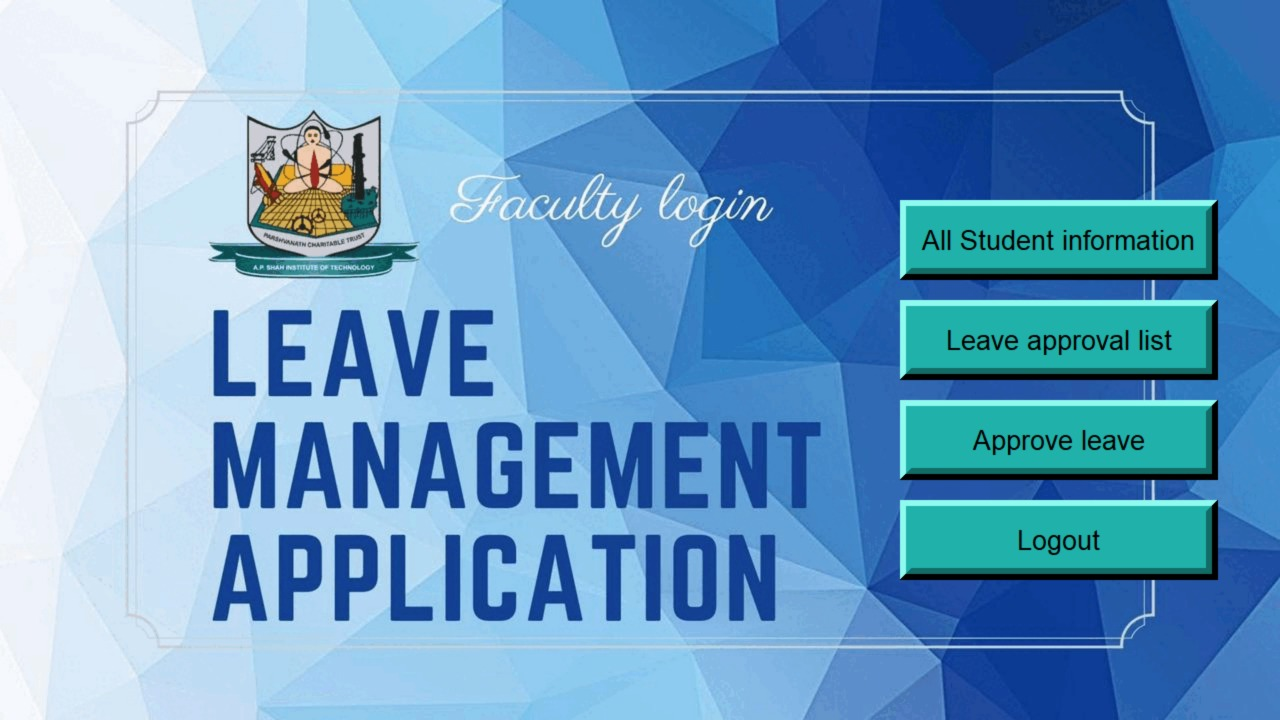 PARSHVANATH CHARITABLE TRUST
A.P. SHAH INSTITUTE OF TECHNOLOGY
Faculty login
LEAVE
MANAGEMENT
APPLICATION
All Student information
Leave approval list
Approve leave
Logout